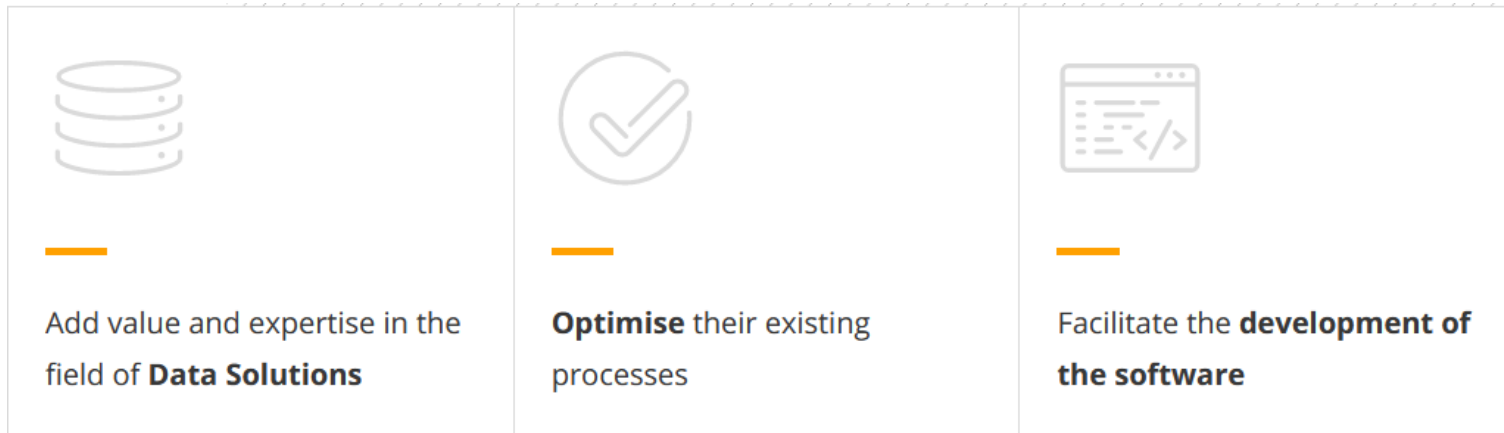 Add value and expertise in the
field of Data Solutions
Optimise their existing
processes
Facilitate the development of
the software